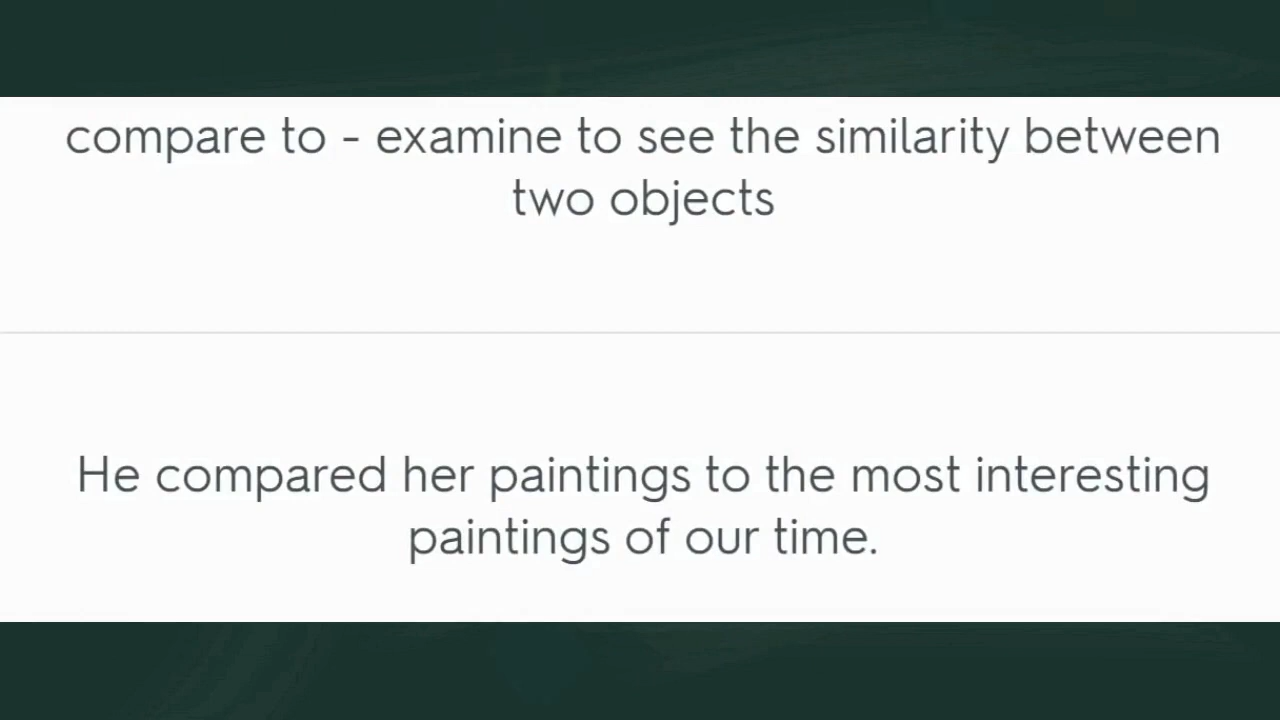 compare to - examine to see the similarity between
two objects
He compared her paintings to the most interesting
paintings of our time.